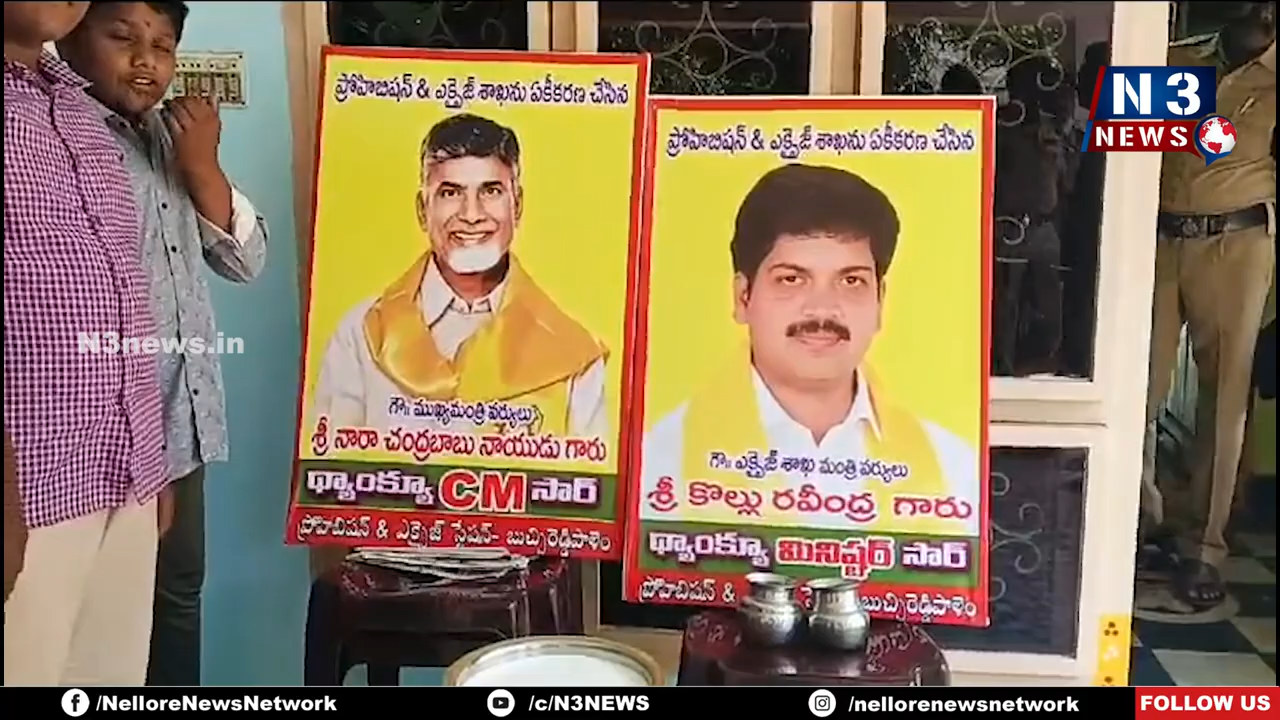 ప్రోహిబిషన్ & ఎక్సైజ్ శాఖను ఏకీకరణ చేసిన
గౌ॥ ముఖ్యమంత్రి వర్యులు
శ్రీ నారా చంద్రబాబు నాయుడు గారు
థ్యాంక్యూ CM సార్
ప్రోహిబిషన్ & ఎక్సైజ్ స్టేషన్- బుచ్చిరెడ్డిపాళెం
ప్రోహిబిషన్ & ఎక్సైజ్ శాఖను ఏకీకరణ చేసిన
గౌ॥ ఎక్సైజ్ శాఖ మంత్రి వర్యులు
శ్రీ కొల్లు రవీంద్ర గారు
థ్యాంక్యూ మినిష్టర్ సార్
ప్రోహిబిషన్ & బుచ్చిరెడ్డిపాళెం
N3
NEWS
N3news.in
/NelloreNewsNetwork
/c/N3NEWS
/nellorenewsnetwork
FOLLOW US